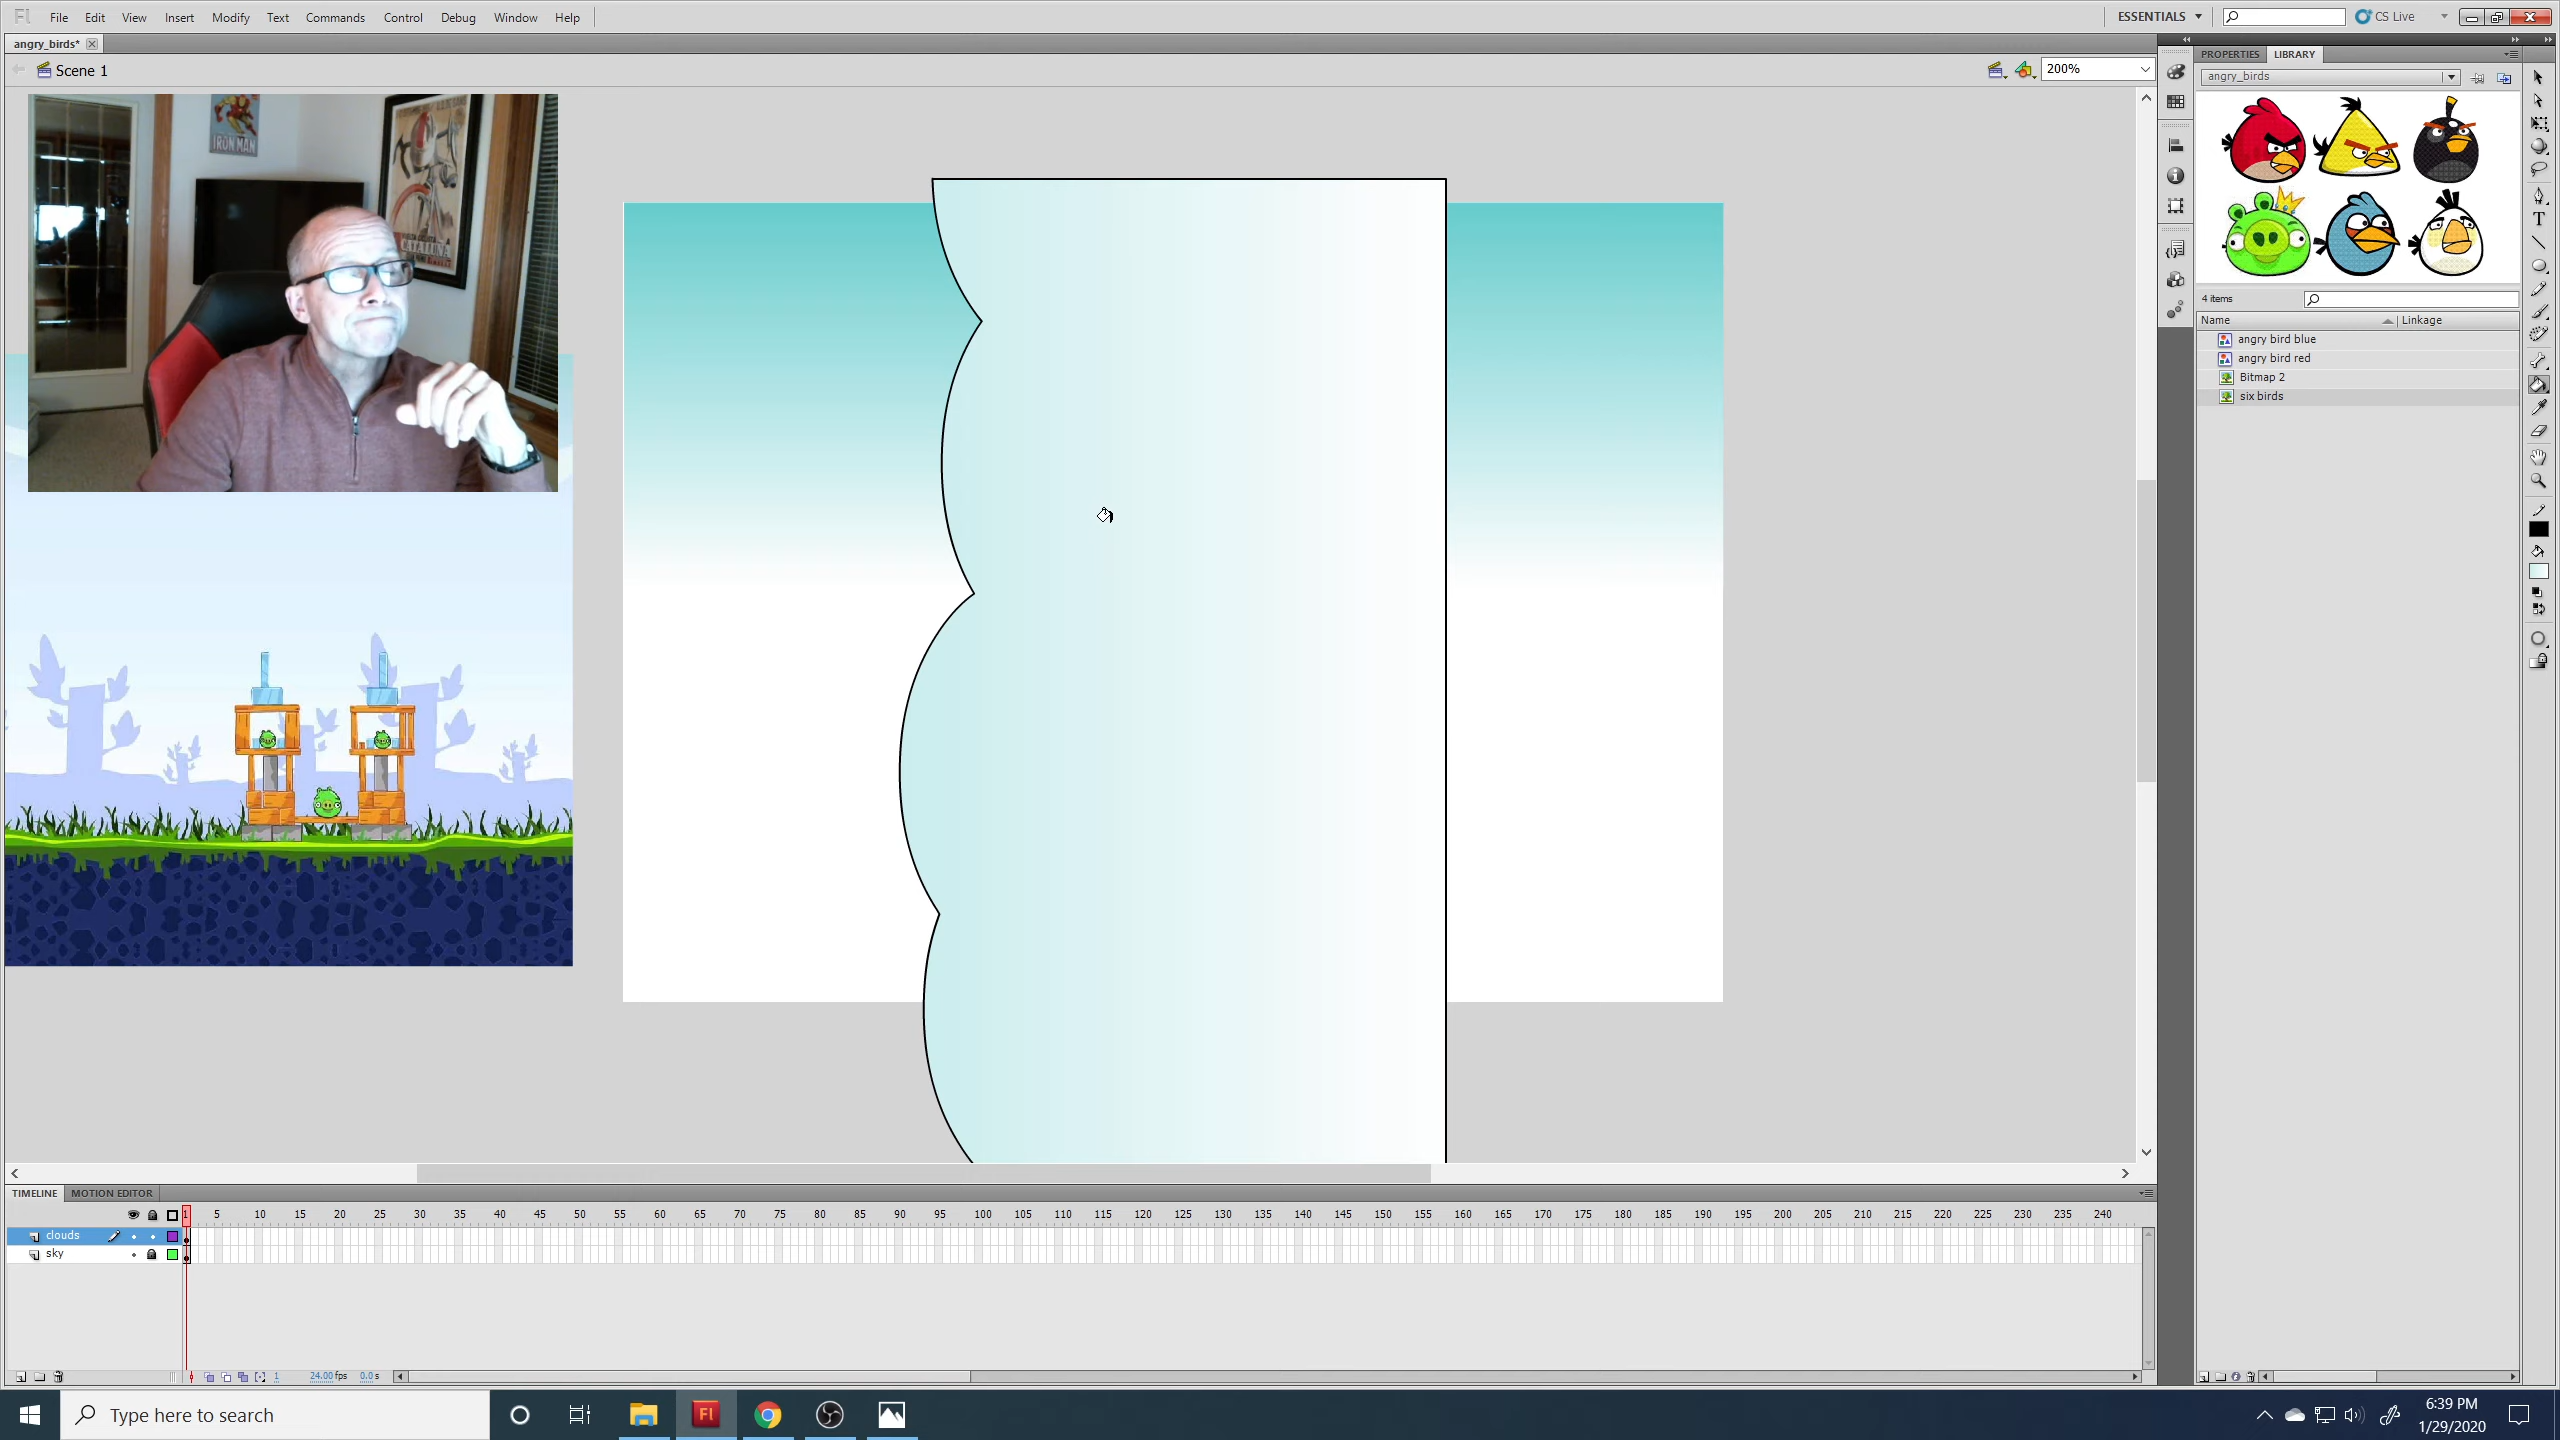 Fl File Edit View Insert Modify Text Commands Control Debug Window Help ESSENTIALS CS Live
angry_birds*
Scene 1 200%
PROPERTIES LIBRARY
angry_birds
IRON MAN
CATALUNA
4 items
Name Linkage
angry bird blue
angry bird red
Bitmap 2
six birds
T
TIMELINE MOTION EDITOR
1 5 10 15 20 25 30 35 40 45 50 55 60 65 70 75 80 85 90 95 100 105 110 115 120 125 130 135 140 145 150 155 160 165 170 175 180 185 190 195 200 205 210 215 220 225 230 235 240
clouds
sky
1 24.00 fps 0.0 s
Type here to search Fl
6:39 PM
1/29/2020